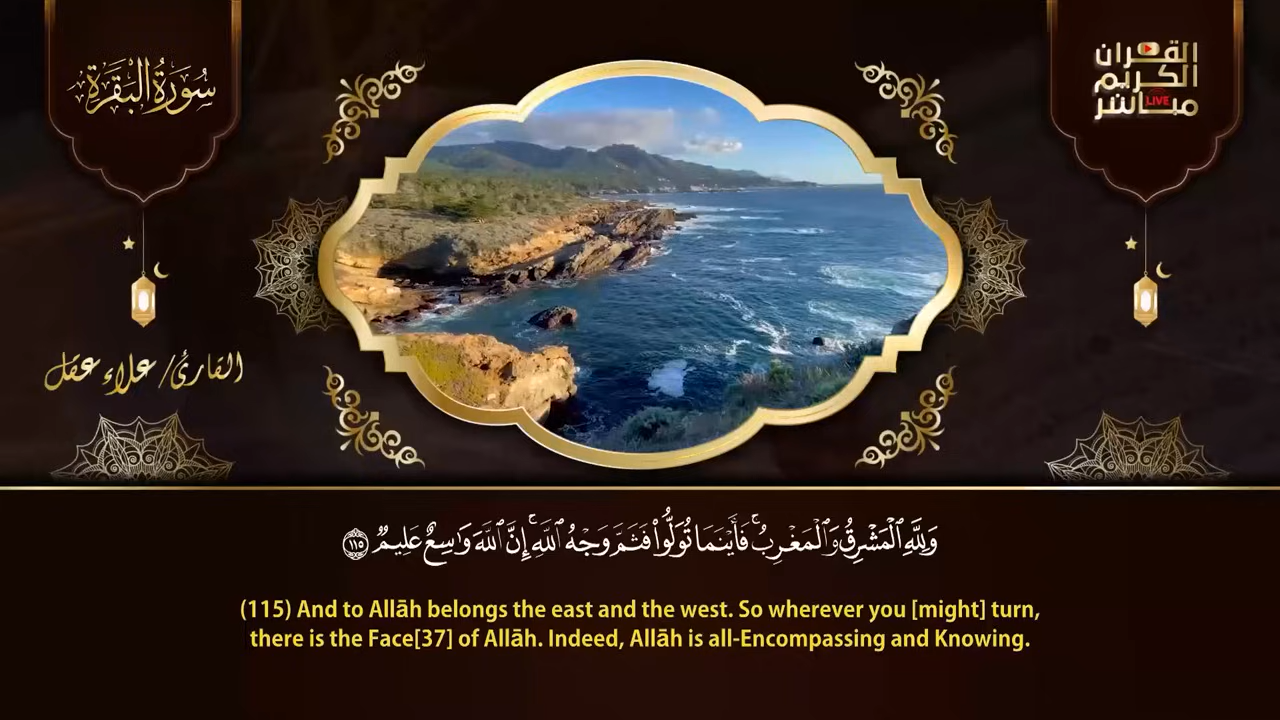 سُورَةُ البَقَرَةِ
القرآن
الكريم
مباشر
LIVE
القارئ/ علاء عقل
وَلِلَّهِ ٱلْمَشْرِقُ وَٱلْمَغْرِبُ ۚ فَأَيْنَمَا تُوَلُّوا۟ فَثَمَّ وَجْهُ ٱللَّهِ ۚ إِنَّ ٱللَّهَ وَٰسِعٌ عَلِيمٌ ١١٥
(115) And to Allāh belongs the east and the west. So wherever you [might] turn,
there is the Face[37] of Allāh. Indeed, Allāh is all-Encompassing and Knowing.